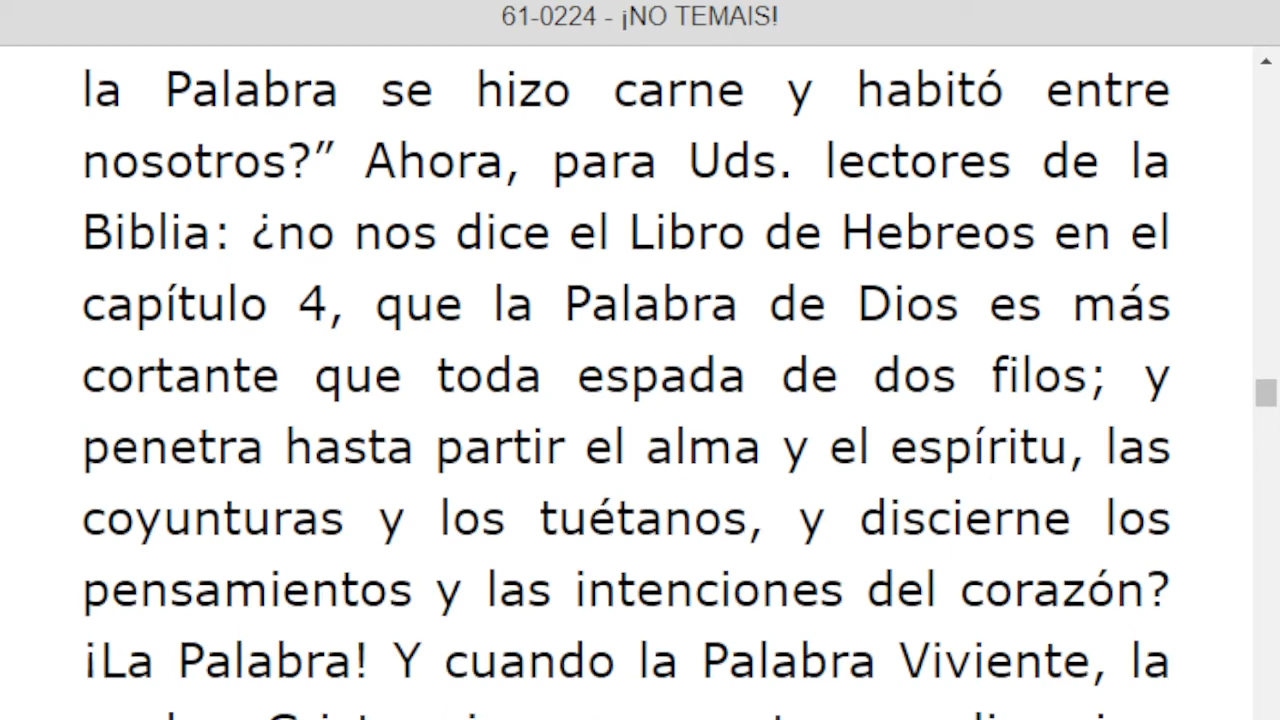 61-0224 - ¡NO TEMAIS!
la Palabra se hizo carne y habitó entre
nosotros?” Ahora, para Uds. lectores de la
Biblia: ¿no nos dice el Libro de Hebreos en el
capítulo 4, que la Palabra de Dios es más
cortante que toda espada de dos filos; y
penetra hasta partir el alma y el espíritu, las
coyunturas y los tuétanos, y discierne los
pensamientos y las intenciones del corazón?
¡La Palabra! Y cuando la Palabra Viviente, la